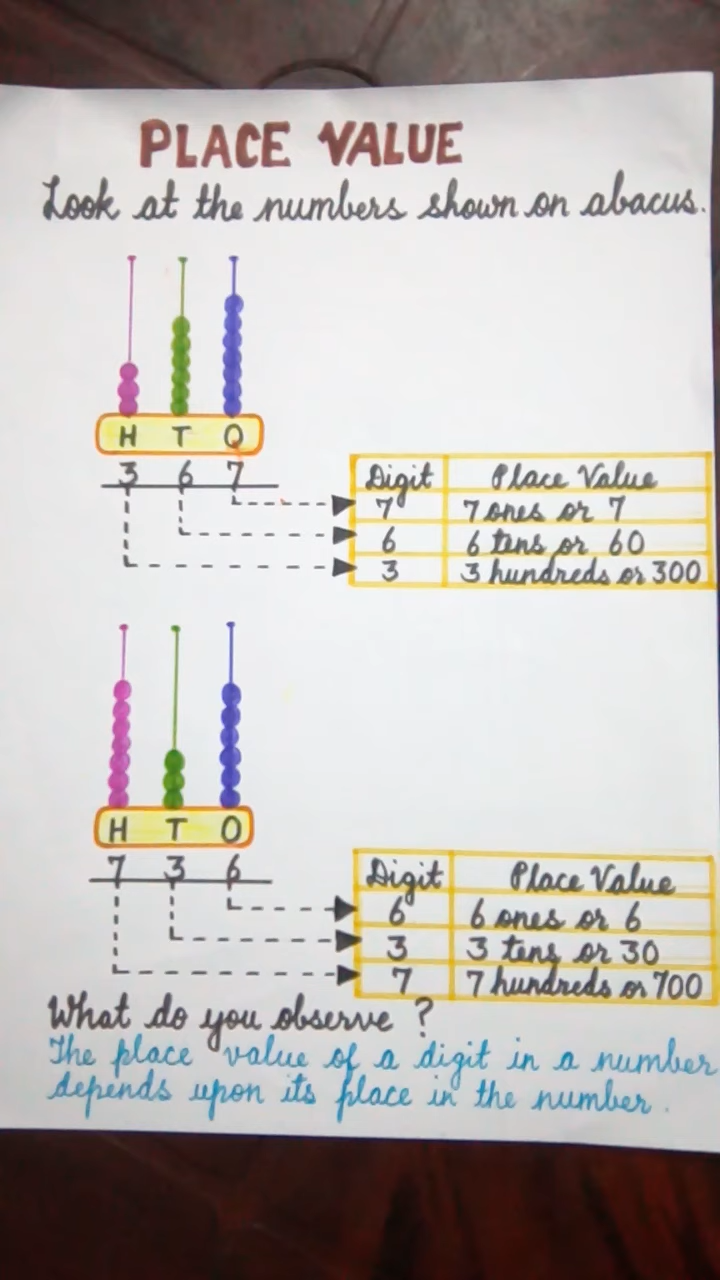 PLACE VALUE
Look at the numbers shown on abacus.
H T O
3 6 7
Digit Place Value
7 7 ones or 7
6 6 tens or 60
3 3 hundreds or 300
H T O
7 3 6
Digit Place Value
6 6 ones or 6
3 3 tens or 30
7 7 hundreds or 700
What do you observe ?
The place value of a digit in a number
depends upon its place in the number.